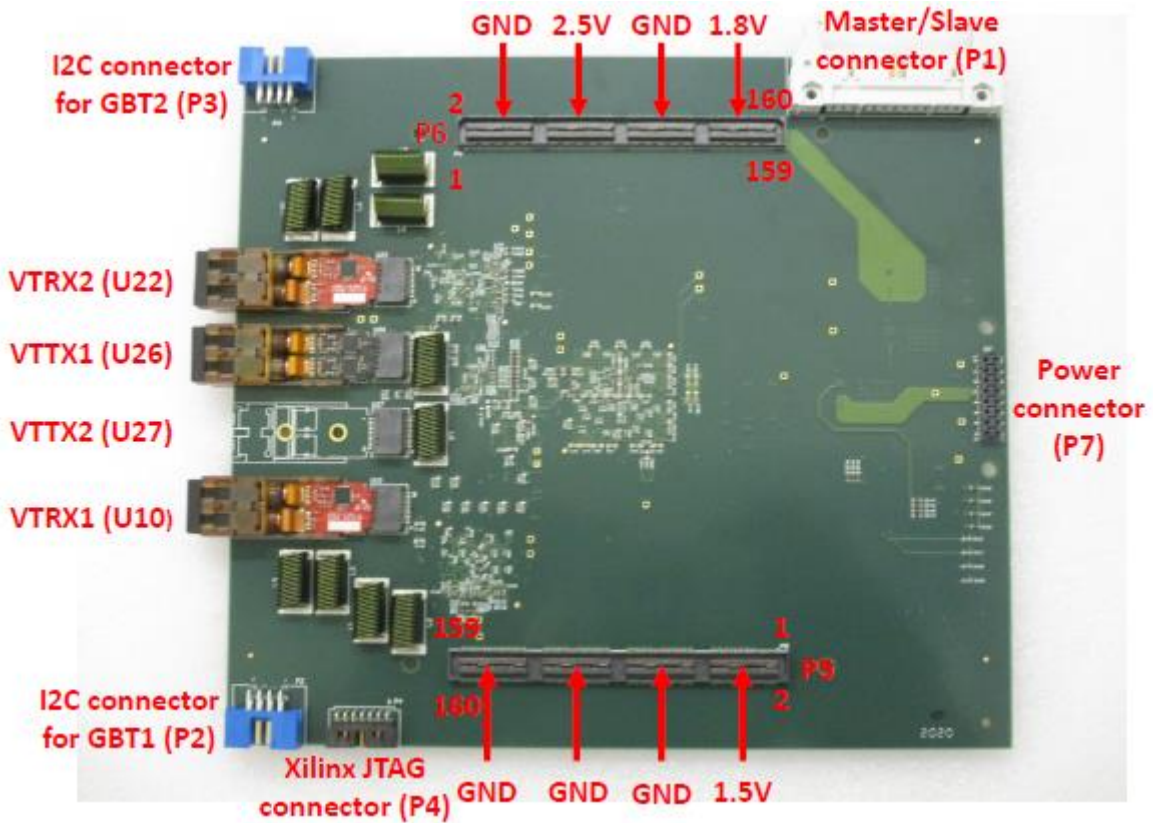 GND 2.5V GND 1.8V
Master/Slave
connector (P1)
I2C connector
for GBT2 (P3)
2
160
P6
1
159
VTRX2 (U22)
VTTX1 (U26)
VTTX2 (U27)
VTRX1 (U10)
Power
connector
(P7)
159
1
P5
160
2
I2C connector
for GBT1 (P2)
2020
Xilinx JTAG
connector (P4)
GND GND GND 1.5V